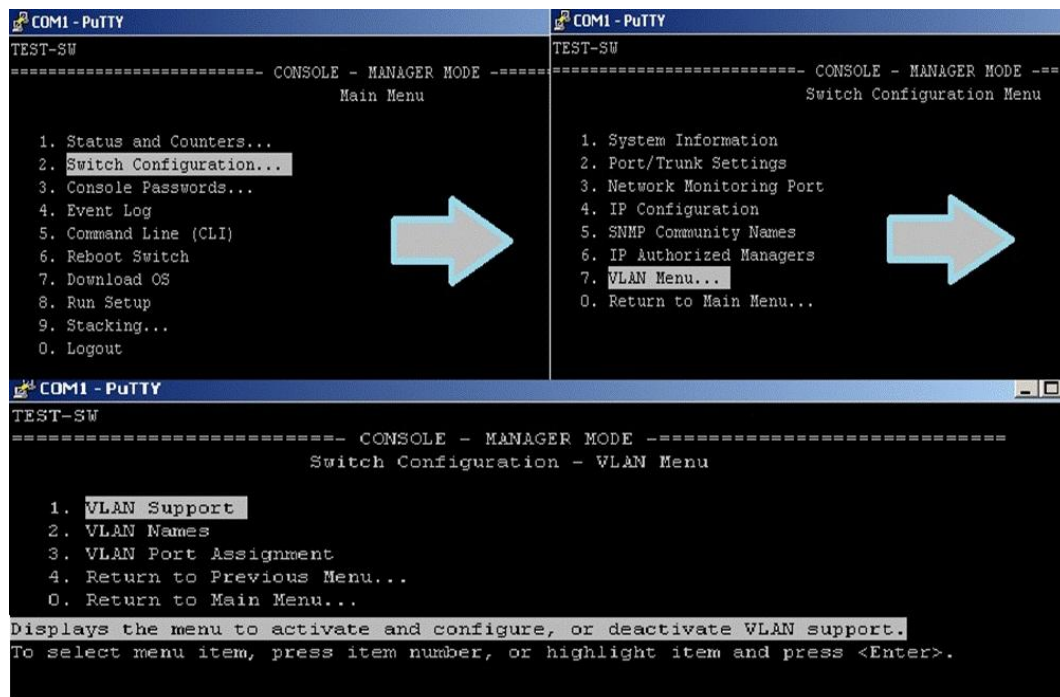 COM1 - PuTTY
TEST-SW
==========================- CONSOLE - MANAGER MODE -=====
Main Menu
1. Status and Counters...
2. Switch Configuration...
3. Console Passwords...
4. Event Log
5. Command Line (CLI)
6. Reboot Switch
7. Download OS
8. Run Setup
9. Stacking...
0. Logout
COM1 - PuTTY
TEST-SW
==========================- CONSOLE - MANAGER MODE -==
Switch Configuration Menu
1. System Information
2. Port/Trunk Settings
3. Network Monitoring Port
4. IP Configuration
5. SNMP Community Names
6. IP Authorized Managers
7. VLAN Menu...
0. Return to Main Menu...
COM1 - PuTTY
TEST-SW
==========================- CONSOLE - MANAGER MODE -============================
Switch Configuration - VLAN Menu
1. VLAN Support
2. VLAN Names
3. VLAN Port Assignment
4. Return to Previous Menu...
0. Return to Main Menu...
Displays the menu to activate and configure, or deactivate VLAN support.
To select menu item, press item number, or highlight item and press <Enter>.